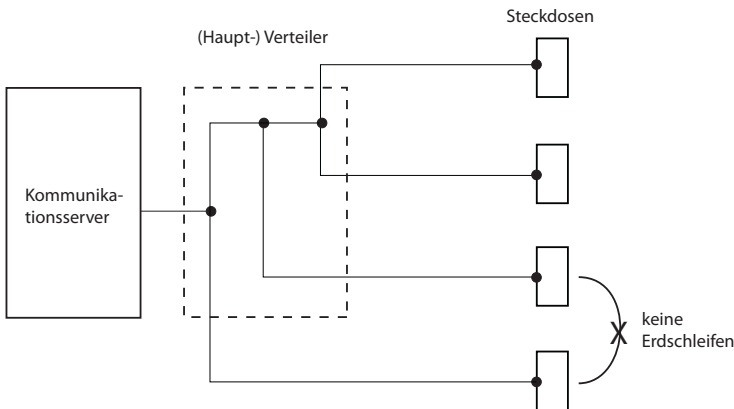 Steckdosen
(Haupt-) Verteiler
Kommunika-
tionsserver
keine
Erdschleifen
X